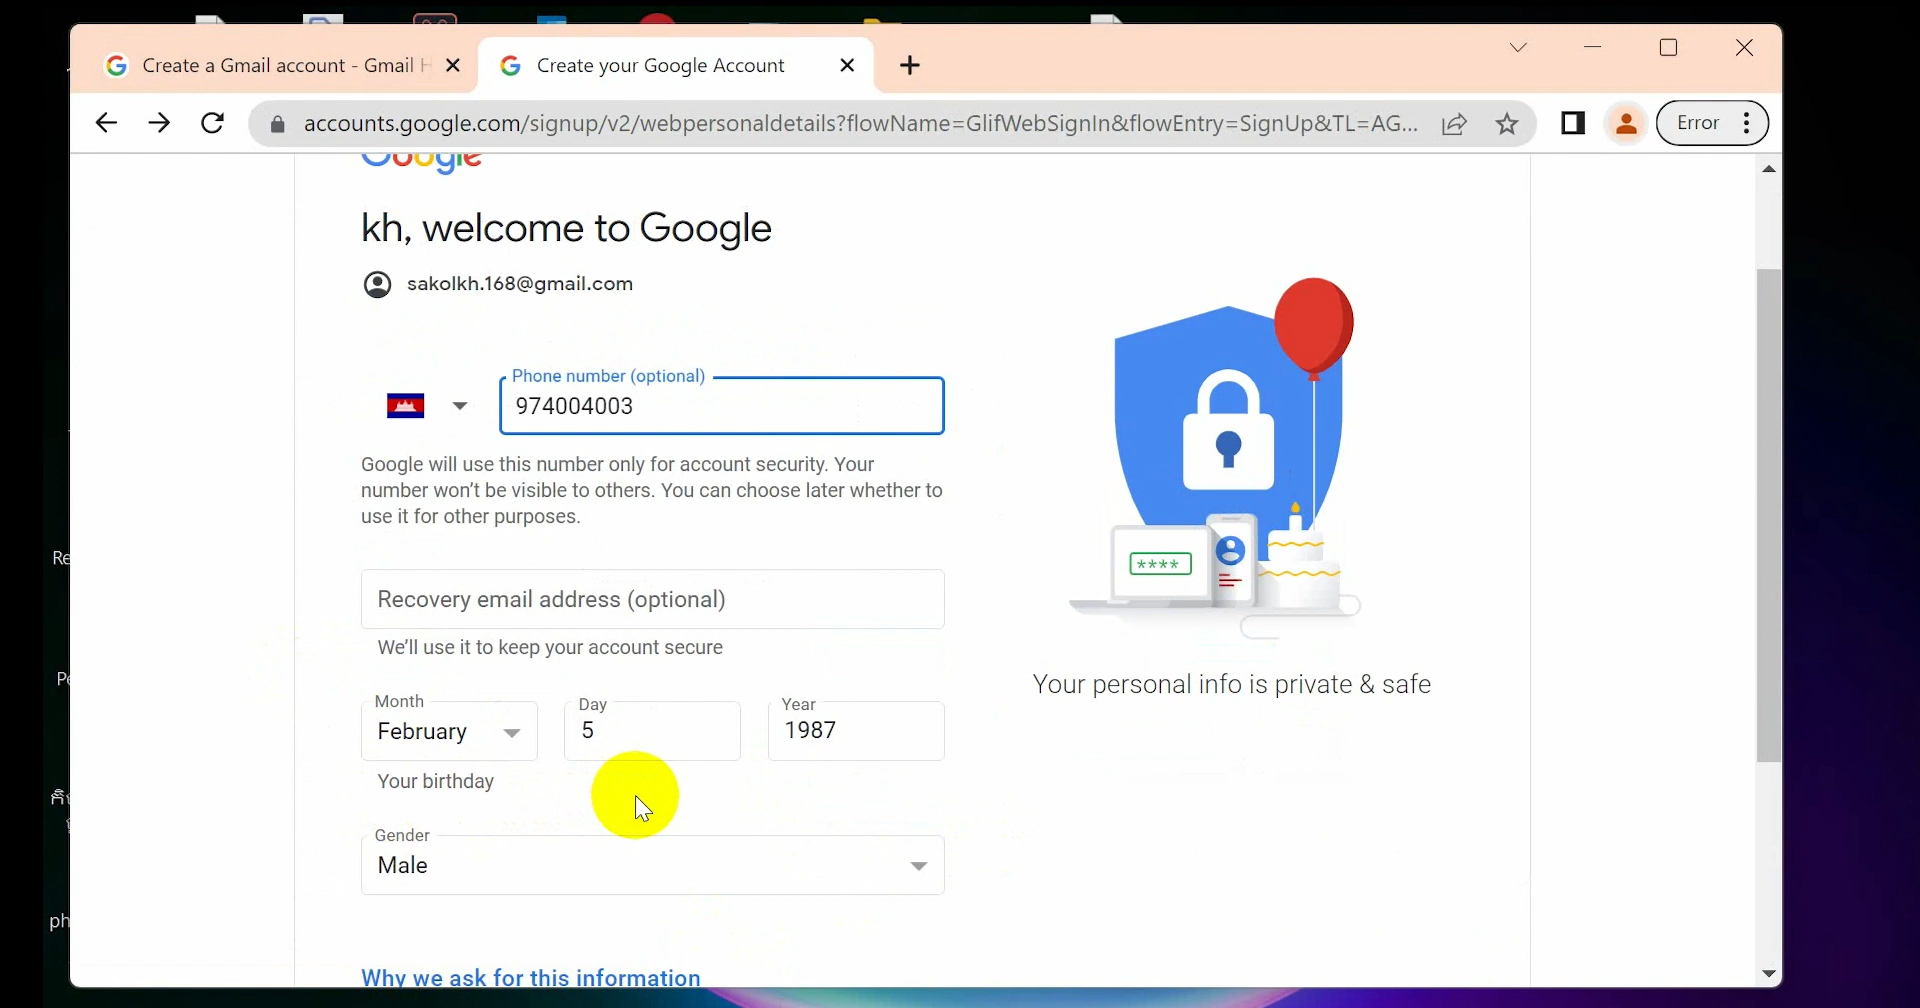 Create a Gmail account - Gmail H
Create your Google Account
accounts.google.com/signup/v2/webpersonaldetails?flowName=GlifWebSignIn&flowEntry=SignUp&TL=AG...
Error
Google
kh, welcome to Google
sakolkh.168@gmail.com
Phone number (optional)
974004003
Google will use this number only for account security. Your
number won't be visible to others. You can choose later whether to
use it for other purposes.
Recovery email address (optional)
We'll use it to keep your account secure
Month
February
Day
5
Year
1987
Your birthday
Gender
Male
Why we ask for this information
****
Your personal info is private & safe
Re
Pe
ph